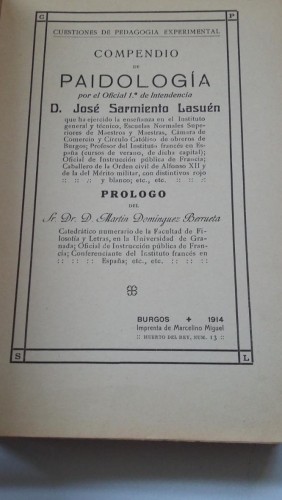 C P
CUESTIONES DE PEDAGOGIA EXPERIMENTAL
COMPENDIO
DE
PAIDOLOGÍA
por el Oficial 1.º de Intendencia
D. José Sarmiento Lasuén
que ha ejercido la enseñanza en el Instituto
general y técnico, Escuelas Normales Supe-
riores de Maestros y Maestras, Cámara de
Comercio y Círculo Católico de obreros de
Burgos; Profesor del Instituto francés en Es-
paña (cursos de verano, de dicha capital);
Oficial de Instrucción pública de Francia;
Caballero de la Orden civil de Alfonso XII y
de la del Mérito militar, con distintivos rojo
:: :: y blanco; etc., etc. :: ::
PROLOGO
DEL
Sr. Dr. D. Martín Domínguez Berrueta
Catedrático numerario de la Facultad de Fi-
losofía y Letras, en la Universidad de Gra-
nada; Oficial de Instrucción pública de Fran-
cia; Conferenciante del Instituto francés en
:: :: :: España; etc., etc. :: :: ::
BURGOS + 1914
Imprenta de Marcelino Miguel
:: HUERTO DEL REY, NUM. 13 ::
S L